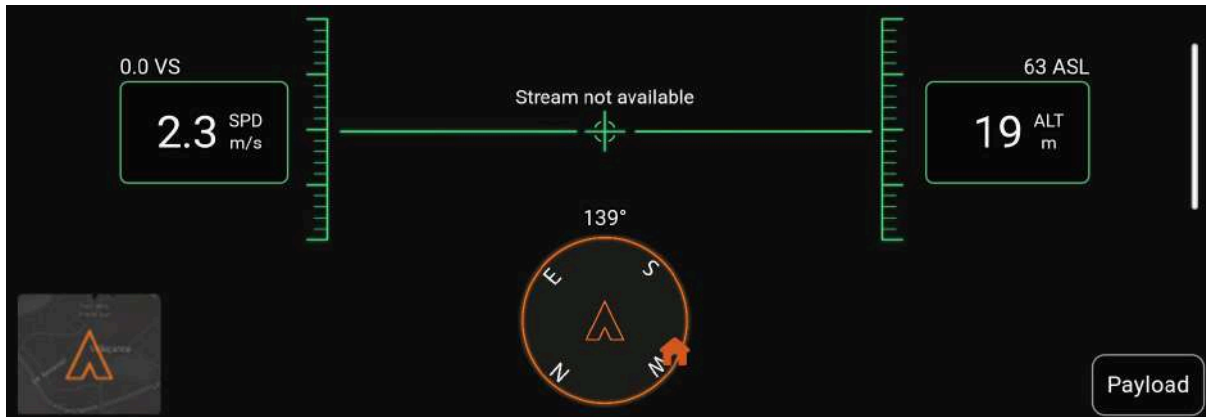 0.0 VS
2.3 SPD m/s
Stream not available
63 ASL
19 ALT m
139°
E S
N W
Payload